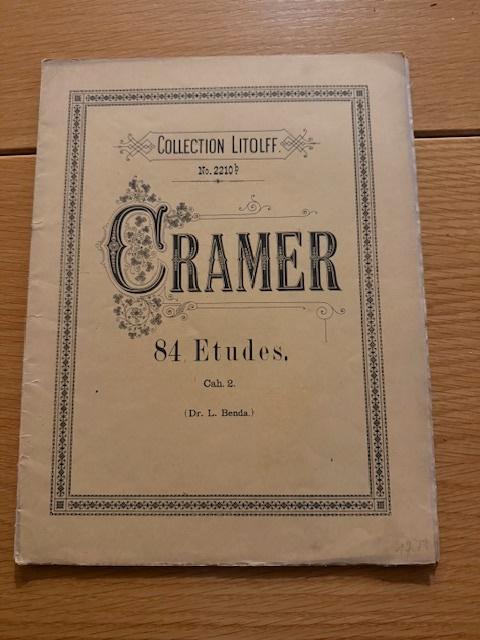 COLLECTION LITOLFF.
No. 2210b
CRAMER
84 Etudes.
Cah. 2.
(Dr. L. Benda.)